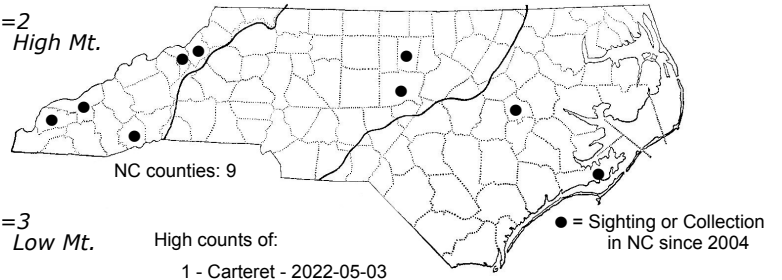 =2
High Mt.
NC counties: 9
=3
Low Mt.
High counts of:
1 - Carteret - 2022-05-03
● = Sighting or Collection
in NC since 2004